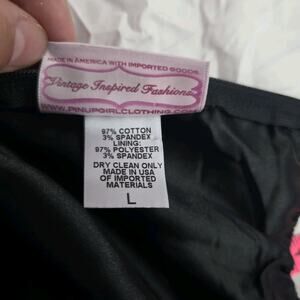 MADE IN AMERICA WITH IMPORTED GOODS
Vintage Inspired Fashions
WWW.PINUPGIRLCLOTHING.COM
97% COTTON
3% SPANDEX
LINING:
97% POLYESTER
3% SPANDEX
DRY CLEAN ONLY
MADE IN USA
OF IMPORTED
MATERIALS
L